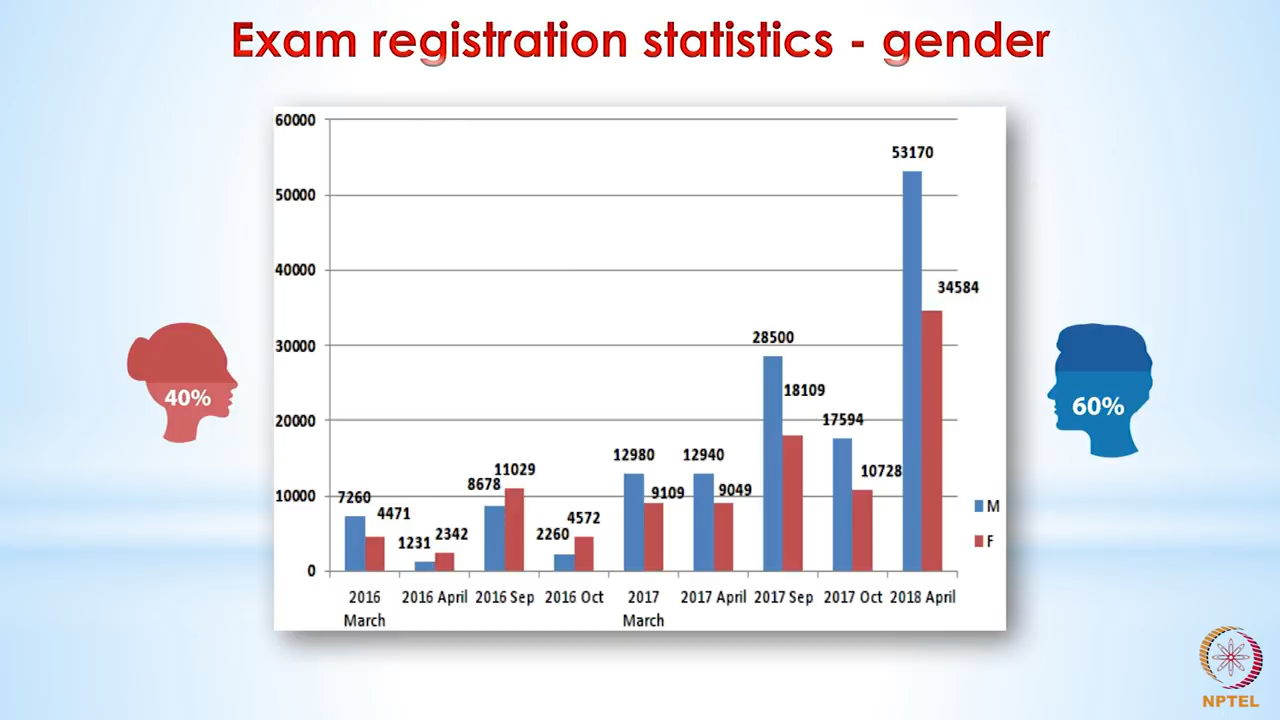 Exam registration statistics - gender
60000
50000
40000
30000
20000
10000
0
7260
4471
1231
2342
8678
11029
2260
4572
12980
9109
12940
9049
28500
18109
17594
10728
53170
34584
2016 March
2016 April
2016 Sep
2016 Oct
2017 March
2017 April
2017 Sep
2017 Oct
2018 April
M
F
40%
60%
NPTEL